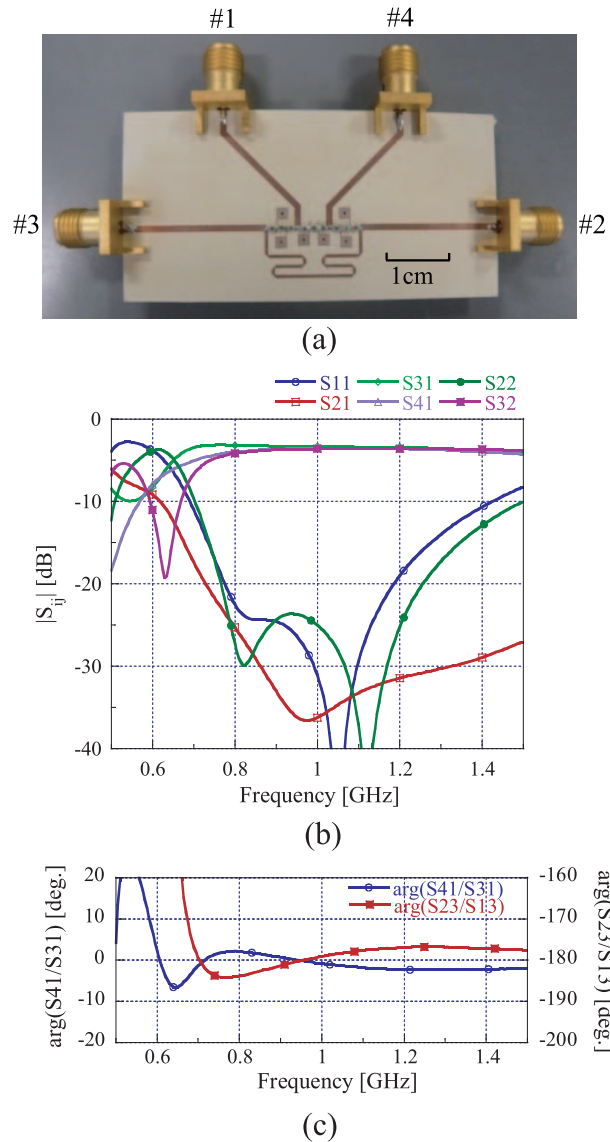 #1 #4
#3 #2
1cm
(a)
S11 S31 S22
S21 S41 S32
0
-10
-20
-30
-40
|S_ij| [dB]
0.6 0.8 1 1.2 1.4
Frequency [GHz]
(b)
arg(S41/S31)
arg(S23/S13)
20 -160
10 -170
0 -180
-10 -190
-20 -200
arg(S41/S31) [deg.]
arg(S23/S13) [deg.]
0.6 0.8 1 1.2 1.4
Frequency [GHz]
(c)